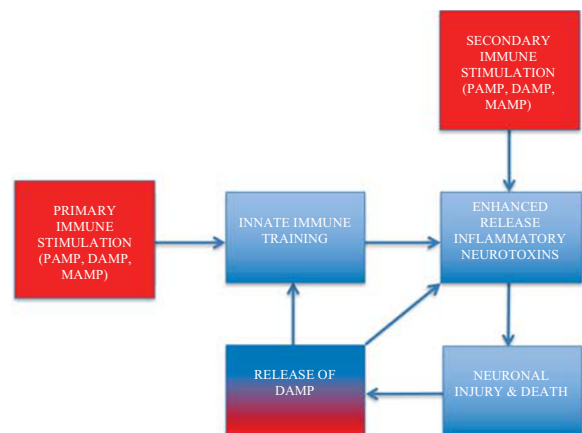 SECONDARY
IMMUNE
STIMULATION
(PAMP, DAMP,
MAMP)
PRIMARY
IMMUNE
STIMULATION
(PAMP, DAMP,
MAMP)
INNATE IMMUNE
TRAINING
ENHANCED
RELEASE
INFLAMMATORY
NEUROTOXINS
RELEASE OF
DAMP
NEURONAL
INJURY & DEATH